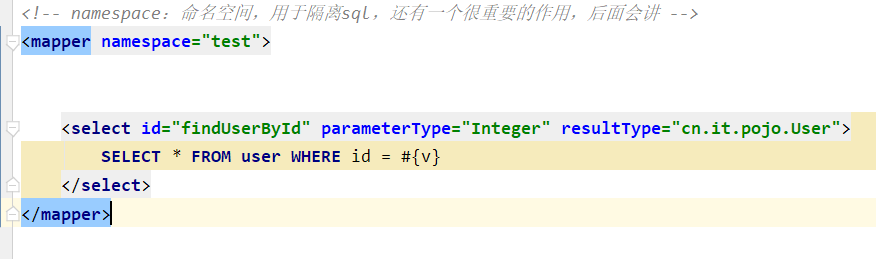 <!-- namespace：命名空间，用于隔离sql，还有一个很重要的作用，后面会讲 -->
<mapper namespace="test">
<select id="findUserById" parameterType="Integer" resultType="cn.it.pojo.User">
SELECT * FROM user WHERE id = #{v}
</select>
</mapper>